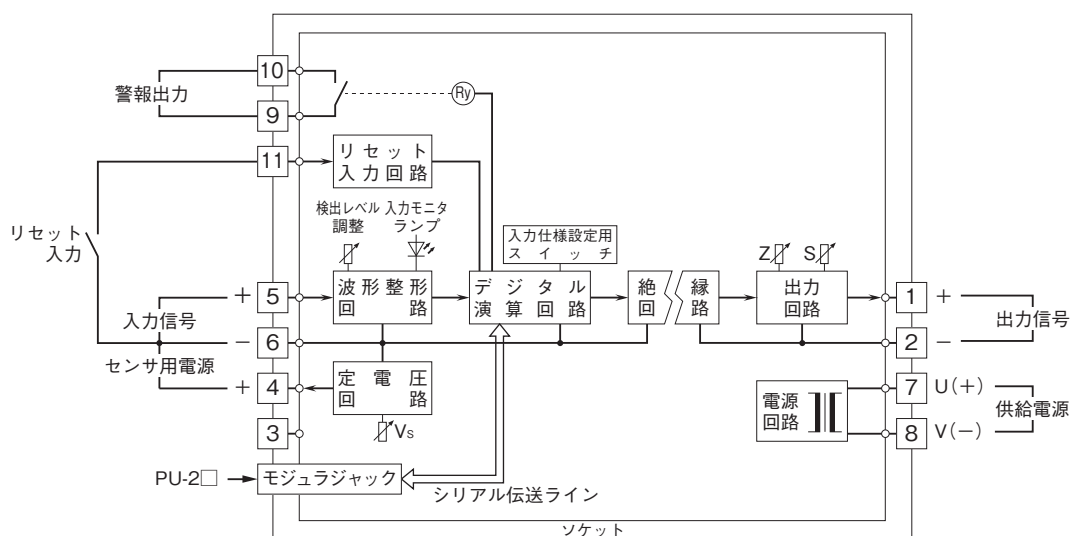 10
警報出力
9
Ry
11
リセット
入力回路
検出レベル
調整
入力モニタ
ランプ
入力仕様設定用
スイッチ
リセット
入力
+
5
波形整形
回路
デジタル
演算回路
絶縁
回路
Z
S
出力
回路
1
+
入力信号
出力信号
−
6
2
−
センサ用電源
+
4
定電圧
回路
Vs
3
電源
回路
7
U(+)
供給電源
8
V(−)
PU-2□
モジュラジャック
シリアル伝送ライン
ソケット